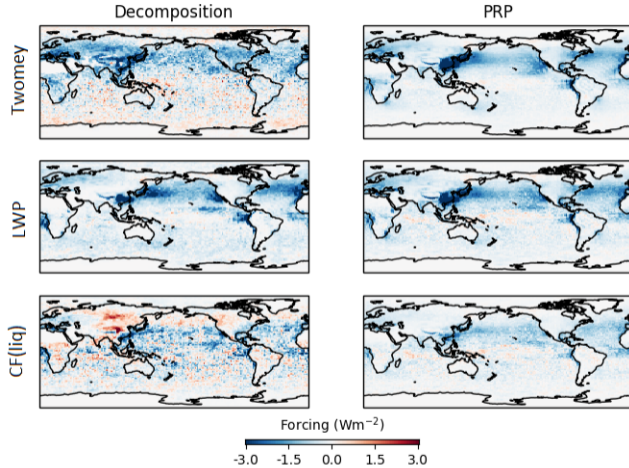 Decomposition PRP
Twomey
LWP
CF(liq)
Forcing (Wm⁻²)
-3.0 -1.5 0.0 1.5 3.0